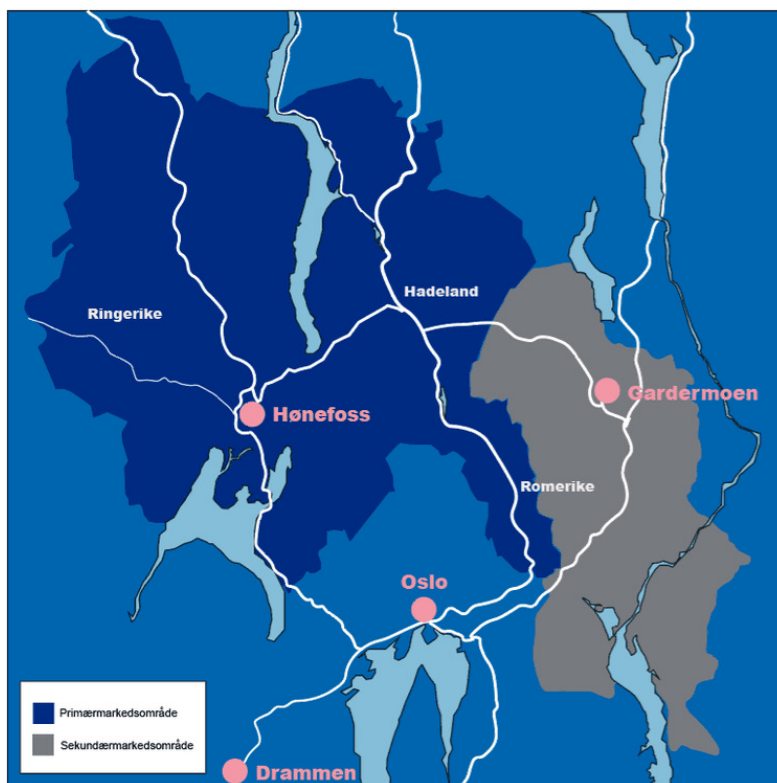 Hadeland
Ringerike
Gardermoen
Hønefoss
Romerike
Oslo
Primærmarkedsområde
Sekundærmarkedsområde
Drammen